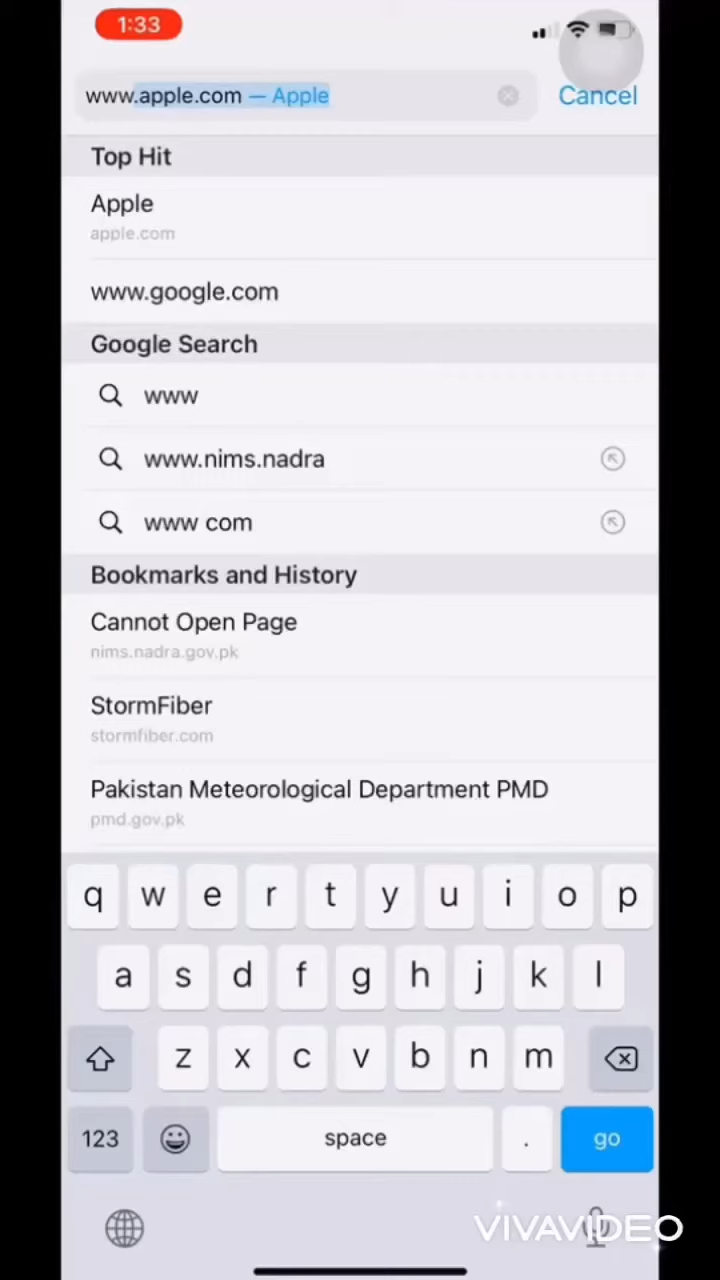 1:33
www.apple.com — Apple
Cancel
Top Hit
Apple
apple.com
www.google.com
Google Search
www
www.nims.nadra
www com
Bookmarks and History
Cannot Open Page
nims.nadra.gov.pk
StormFiber
stormfiber.com
Pakistan Meteorological Department PMD
pmd.gov.pk
q w e r t y u i o p
a s d f g h j k l
z x c v b n m
123 space . go
VIVAVIDEO